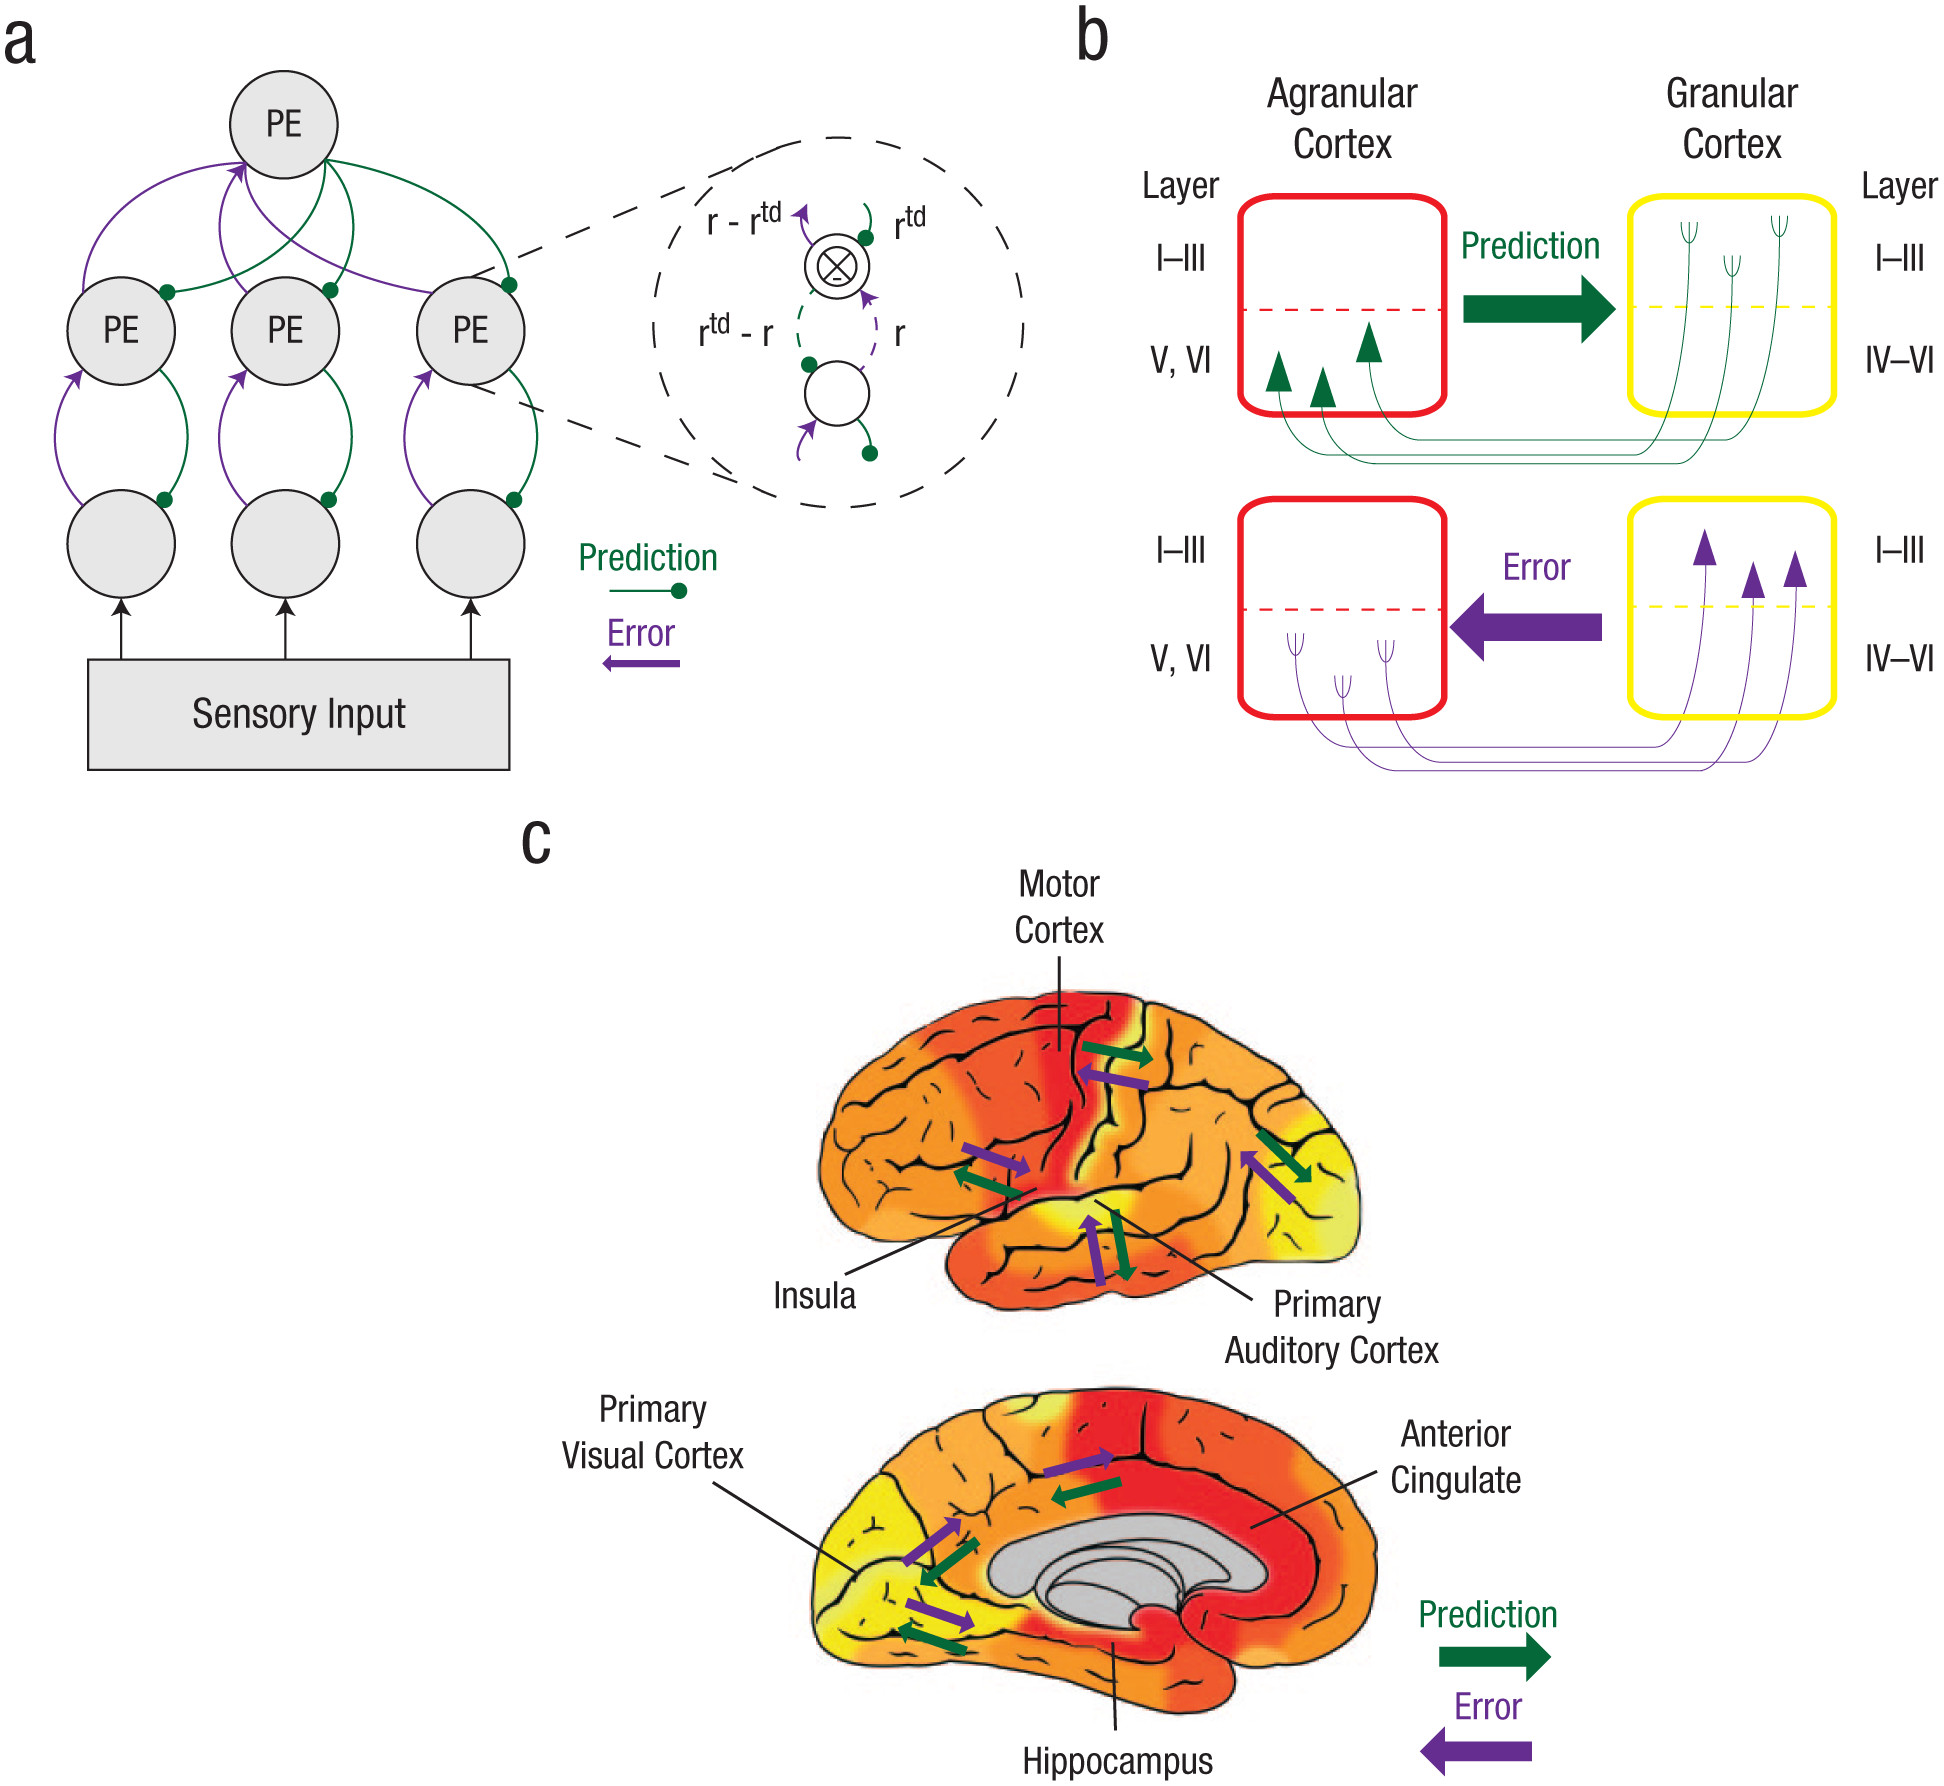 a
PE
PE
PE
PE
r - r^td
r^td
r^td - r
r
Prediction
Error
Sensory Input
b
Agranular
Cortex
Granular
Cortex
Layer
Layer
I–III
Prediction
I–III
V, VI
IV–VI
I–III
Error
I–III
V, VI
IV–VI
c
Motor
Cortex
Insula
Primary
Auditory Cortex
Primary
Visual Cortex
Anterior
Cingulate
Hippocampus
Prediction
Error